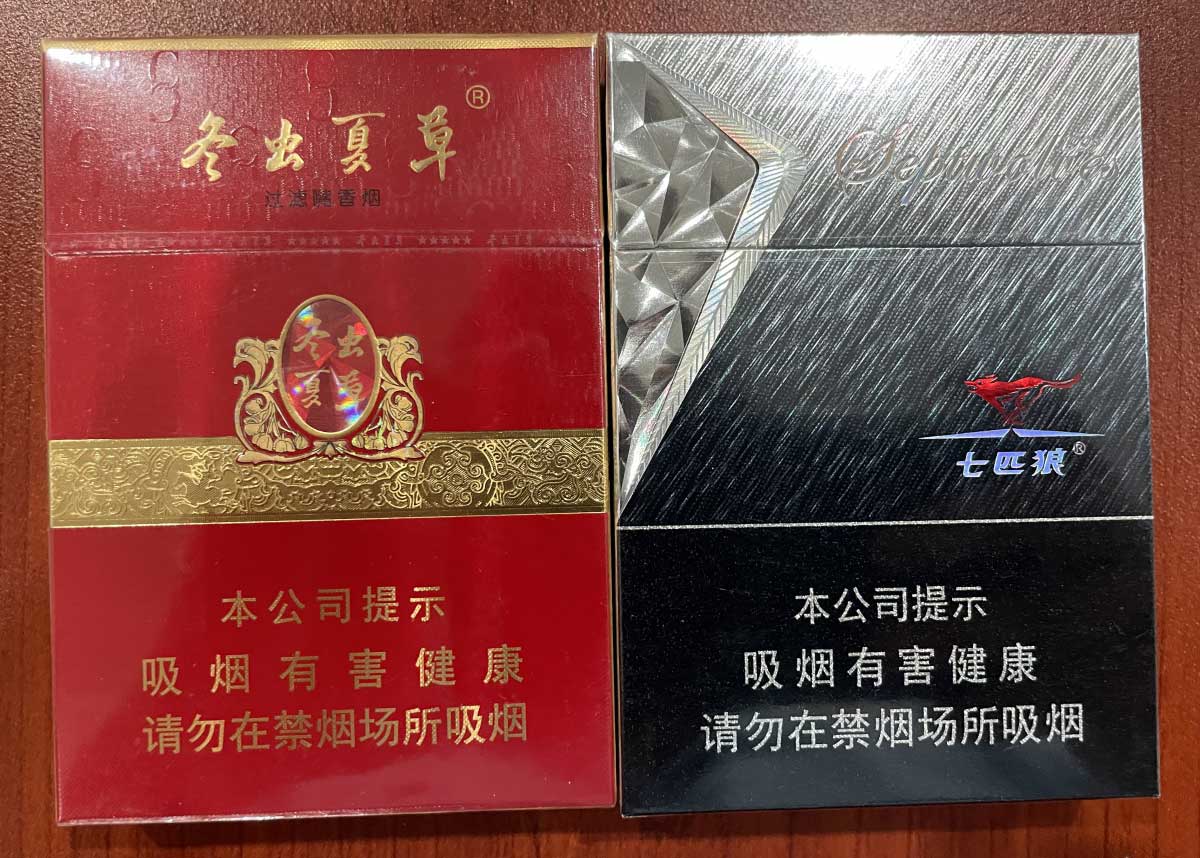 冬虫夏草®
过滤嘴香烟
冬虫
夏草
本公司提示
吸烟有害健康
请勿在禁烟场所吸烟
Septwolves
七匹狼®
本公司提示
吸烟有害健康
请勿在禁烟场所吸烟